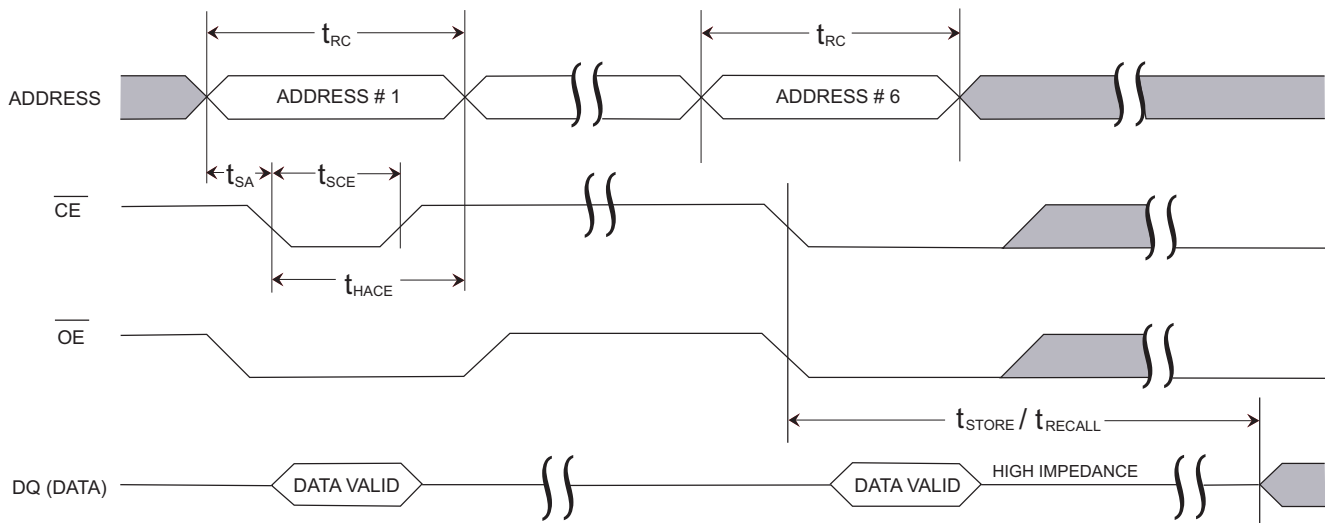 tRC
tRC
ADDRESS
ADDRESS # 1
ADDRESS # 6
tSA
tSCE
CE
tHACE
OE
tSTORE / tRECALL
DQ (DATA)
DATA VALID
DATA VALID
HIGH IMPEDANCE